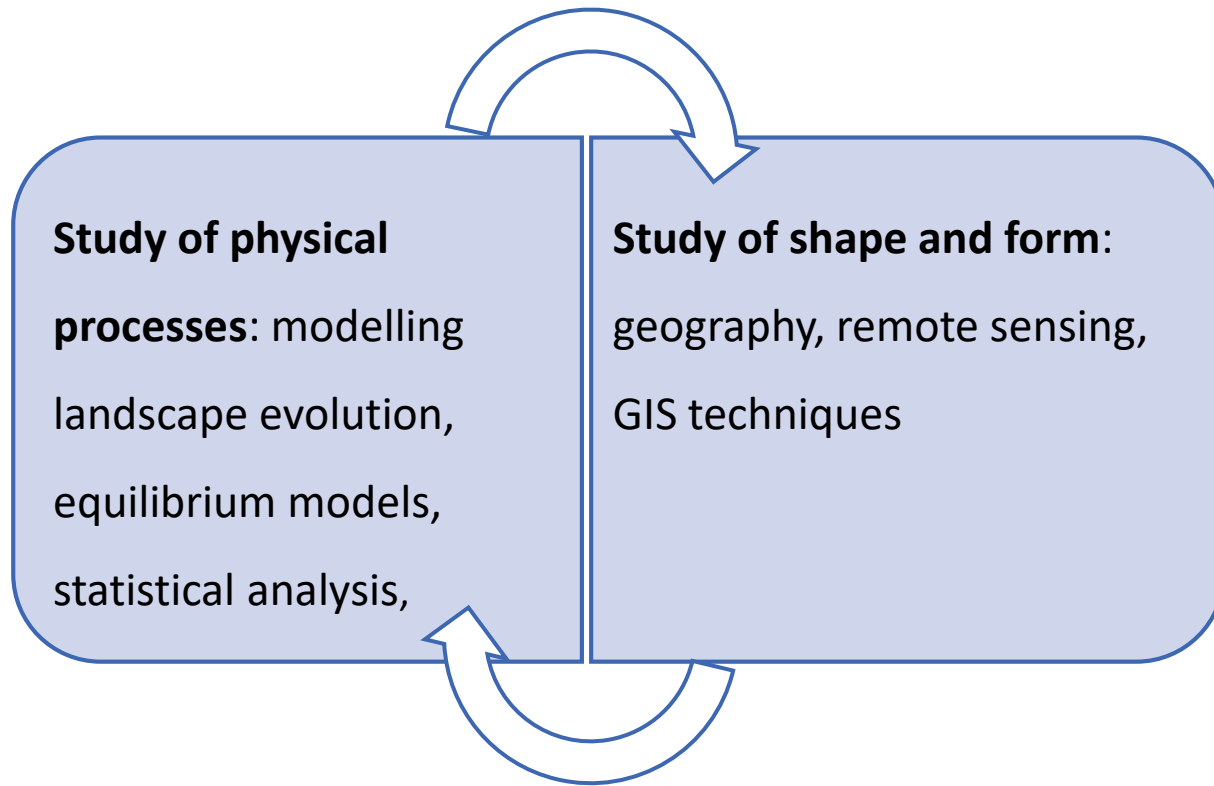 Study of physical
processes: modelling
landscape evolution,
equilibrium models,
statistical analysis,
Study of shape and form:
geography, remote sensing,
GIS techniques